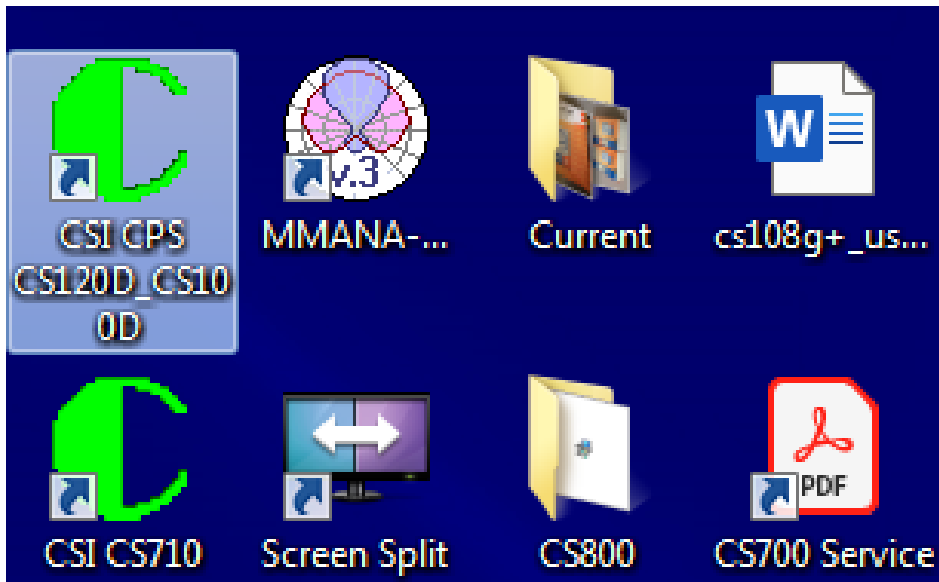 CSI CPS
CS120D_CS10
0D
v.3
MMANA-...
Current
W
cs108g+_us...
CSI CS710
Screen Split
CS800
PDF
CS700 Service